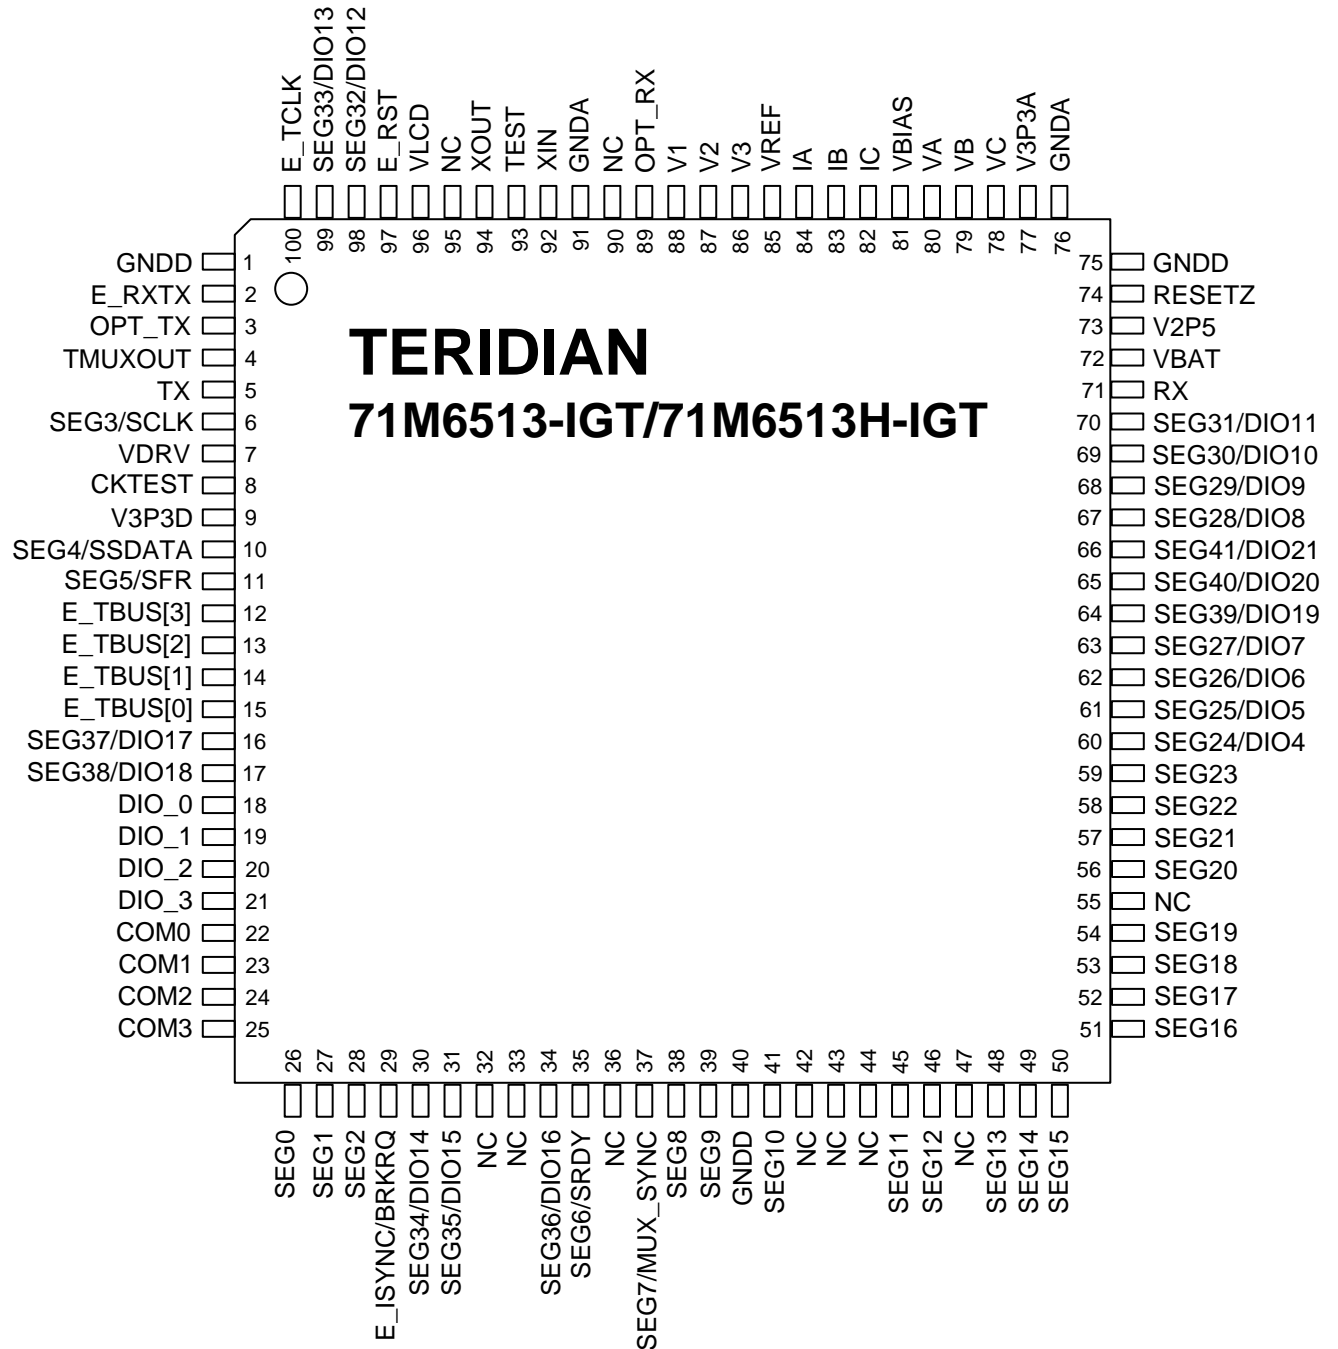 E_TCLK
SEG33/DIO13
SEG32/DIO12
E_RST
VLCD
NC
XOUT
TEST
XIN
GNDA
NC
OPT_RX
V1
V2
V3
VREF
IA
IB
IC
VBIAS
VA
VB
VC
V3P3A
GNDA
100
99
98
97
96
95
94
93
92
91
90
89
88
87
86
85
84
83
82
81
80
79
78
77
76
TERIDIAN
71M6513-IGT/71M6513H-IGT
GNDD 1
E_RXTX 2
OPT_TX 3
TMUXOUT 4
TX 5
SEG3/SCLK 6
VDRV 7
CKTEST 8
V3P3D 9
SEG4/SSDATA 10
SEG5/SFR 11
E_TBUS[3] 12
E_TBUS[2] 13
E_TBUS[1] 14
E_TBUS[0] 15
SEG37/DIO17 16
SEG38/DIO18 17
DIO_0 18
DIO_1 19
DIO_2 20
DIO_3 21
COM0 22
COM1 23
COM2 24
COM3 25
75 GNDD
74 RESETZ
73 V2P5
72 VBAT
71 RX
70 SEG31/DIO11
69 SEG30/DIO10
68 SEG29/DIO9
67 SEG28/DIO8
66 SEG41/DIO21
65 SEG40/DIO20
64 SEG39/DIO19
63 SEG27/DIO7
62 SEG26/DIO6
61 SEG25/DIO5
60 SEG24/DIO4
59 SEG23
58 SEG22
57 SEG21
56 SEG20
55 NC
54 SEG19
53 SEG18
52 SEG17
51 SEG16
26
27
28
29
30
31
32
33
34
35
36
37
38
39
40
41
42
43
44
45
46
47
48
49
50
SEG0
SEG1
SEG2
E_ISYNC/BRKRQ
SEG34/DIO14
SEG35/DIO15
NC
NC
SEG36/DIO16
SEG6/SRDY
NC
SEG7/MUX_SYNC
SEG8
SEG9
GNDD
SEG10
NC
NC
NC
SEG11
SEG12
NC
SEG13
SEG14
SEG15